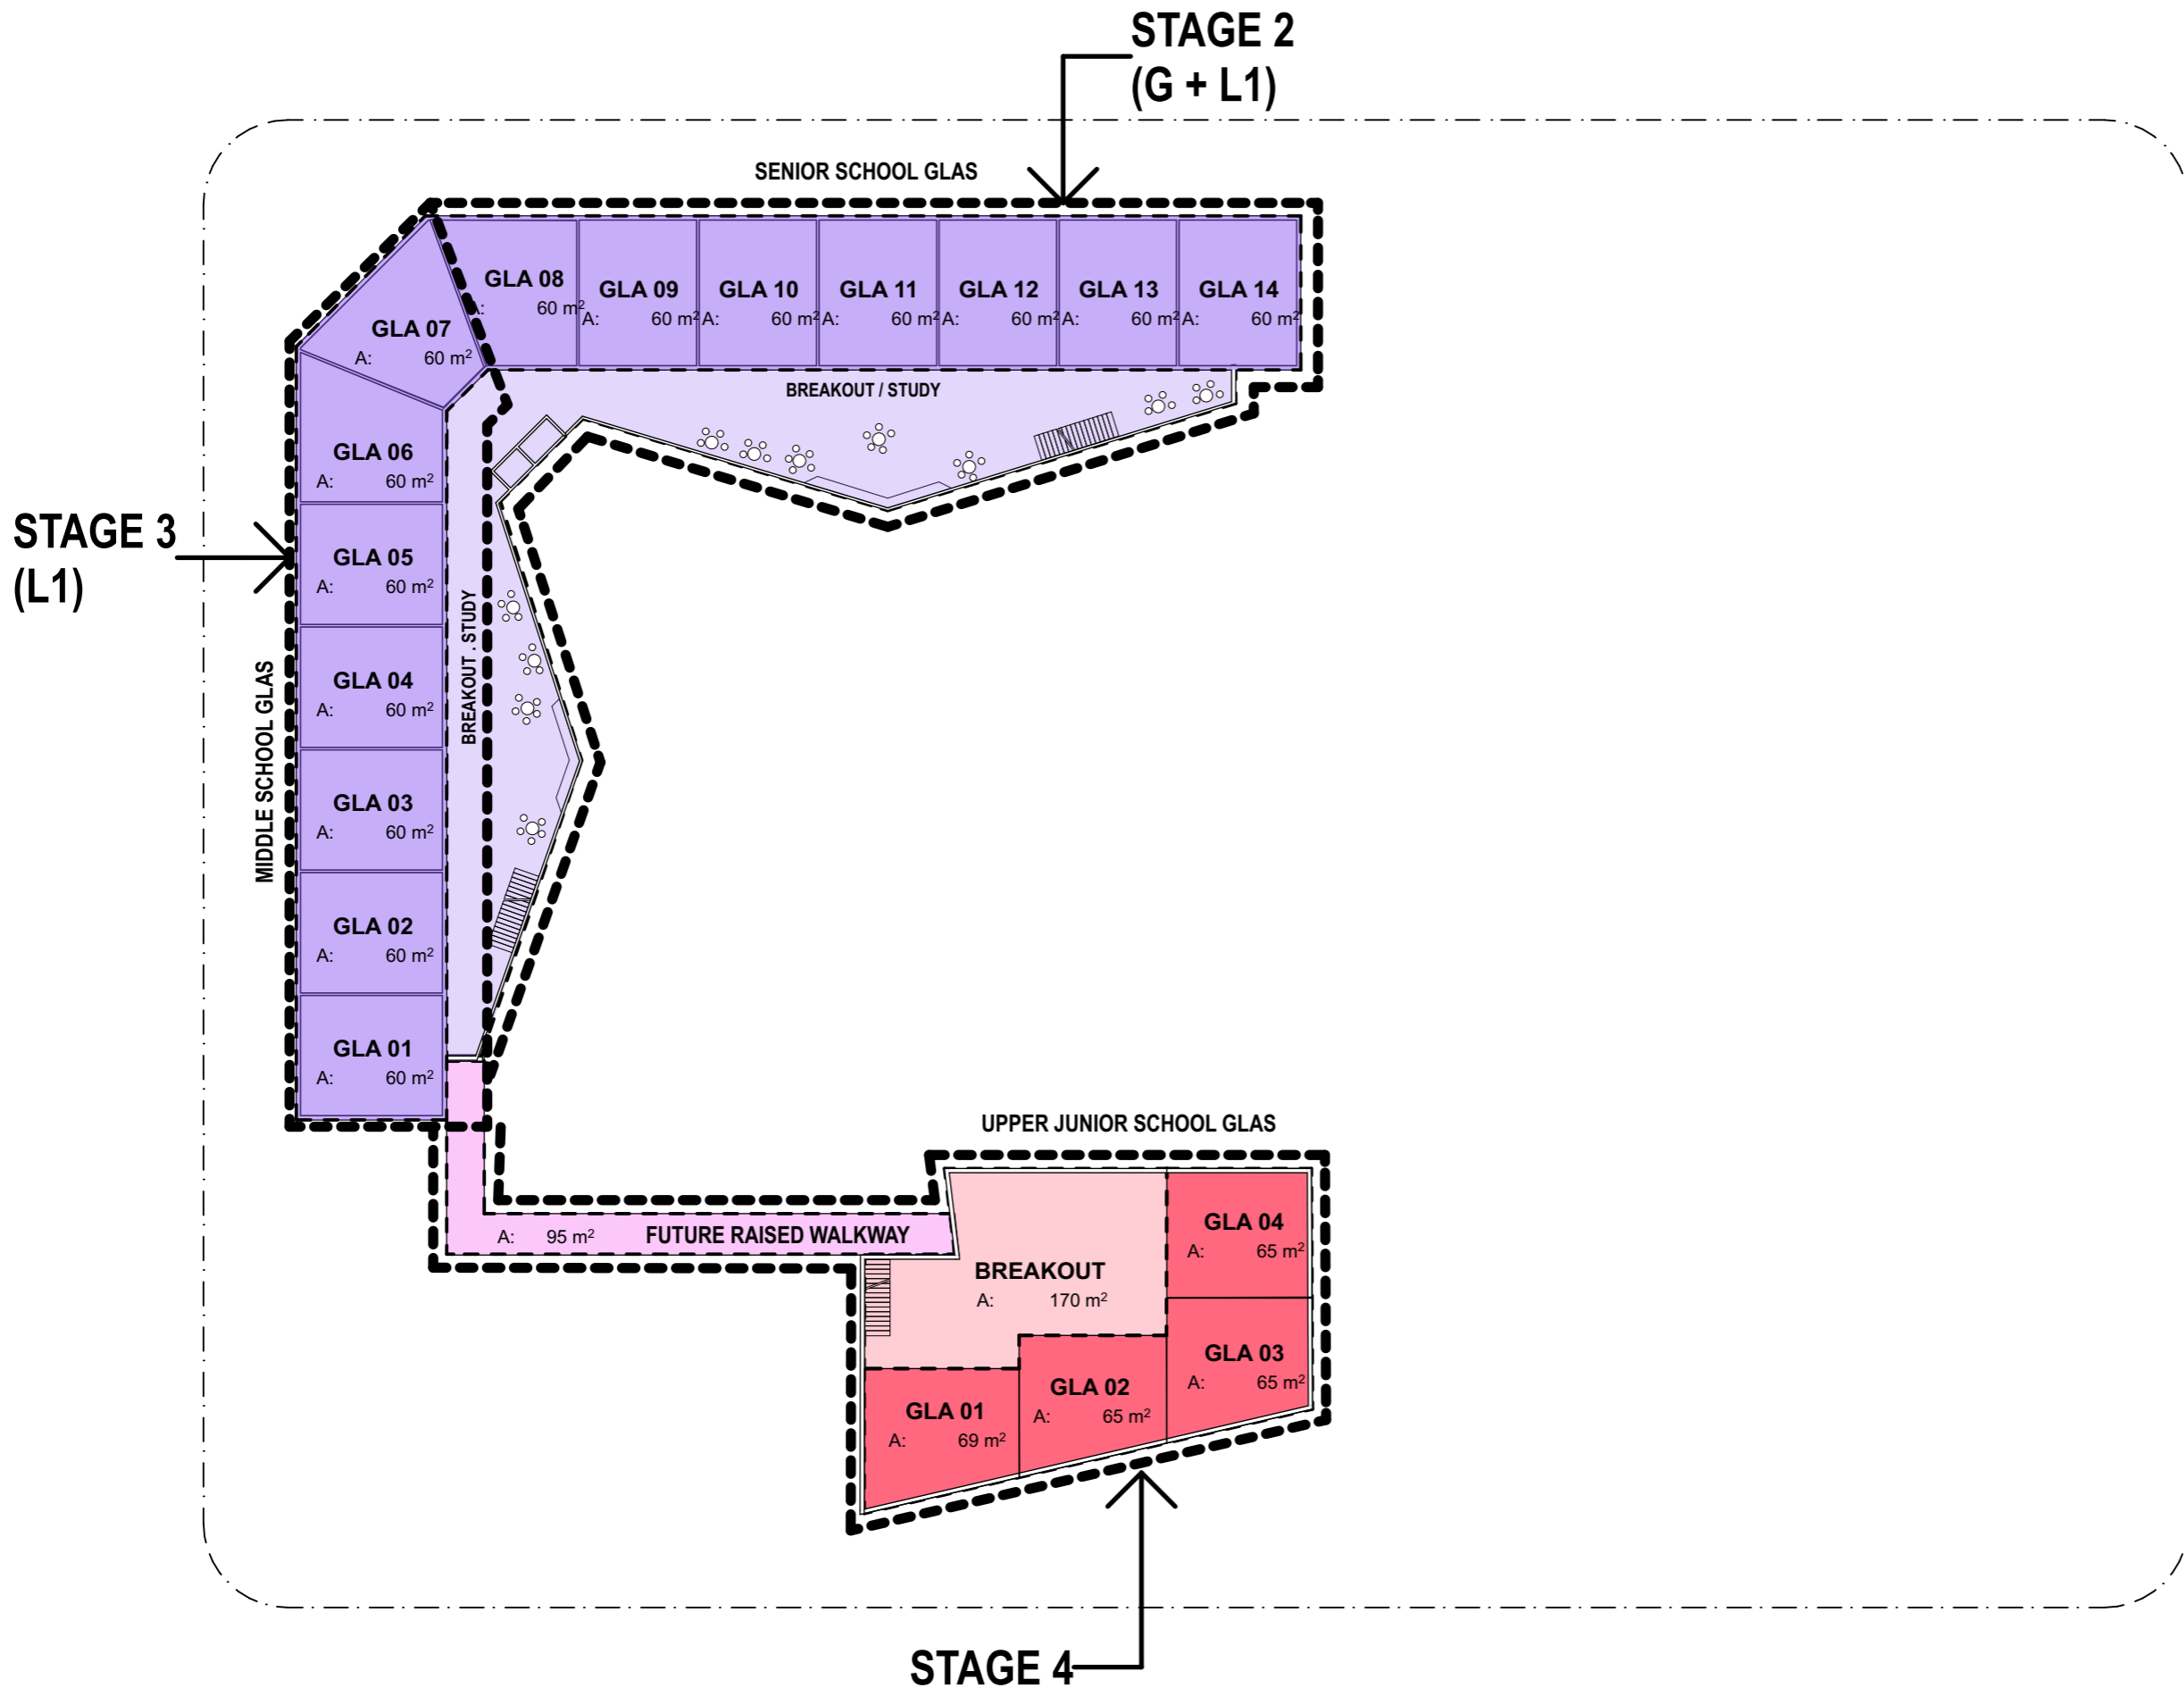 STAGE 2
(G + L1)
SENIOR SCHOOL GLAS
GLA 08
A: 60 m²
GLA 09
A: 60 m²
GLA 10
A: 60 m²
GLA 11
A: 60 m²
GLA 12
A: 60 m²
GLA 13
A: 60 m²
GLA 14
A: 60 m²
GLA 07
A: 60 m²
BREAKOUT / STUDY
GLA 06
A: 60 m²
STAGE 3
(L1)
GLA 05
A: 60 m²
BREAKOUT . STUDY
MIDDLE SCHOOL GLAS
GLA 04
A: 60 m²
GLA 03
A: 60 m²
GLA 02
A: 60 m²
GLA 01
A: 60 m²
UPPER JUNIOR SCHOOL GLAS
A: 95 m² FUTURE RAISED WALKWAY
GLA 04
A: 65 m²
BREAKOUT
A: 170 m²
GLA 03
A: 65 m²
GLA 02
A: 65 m²
GLA 01
A: 69 m²
STAGE 4